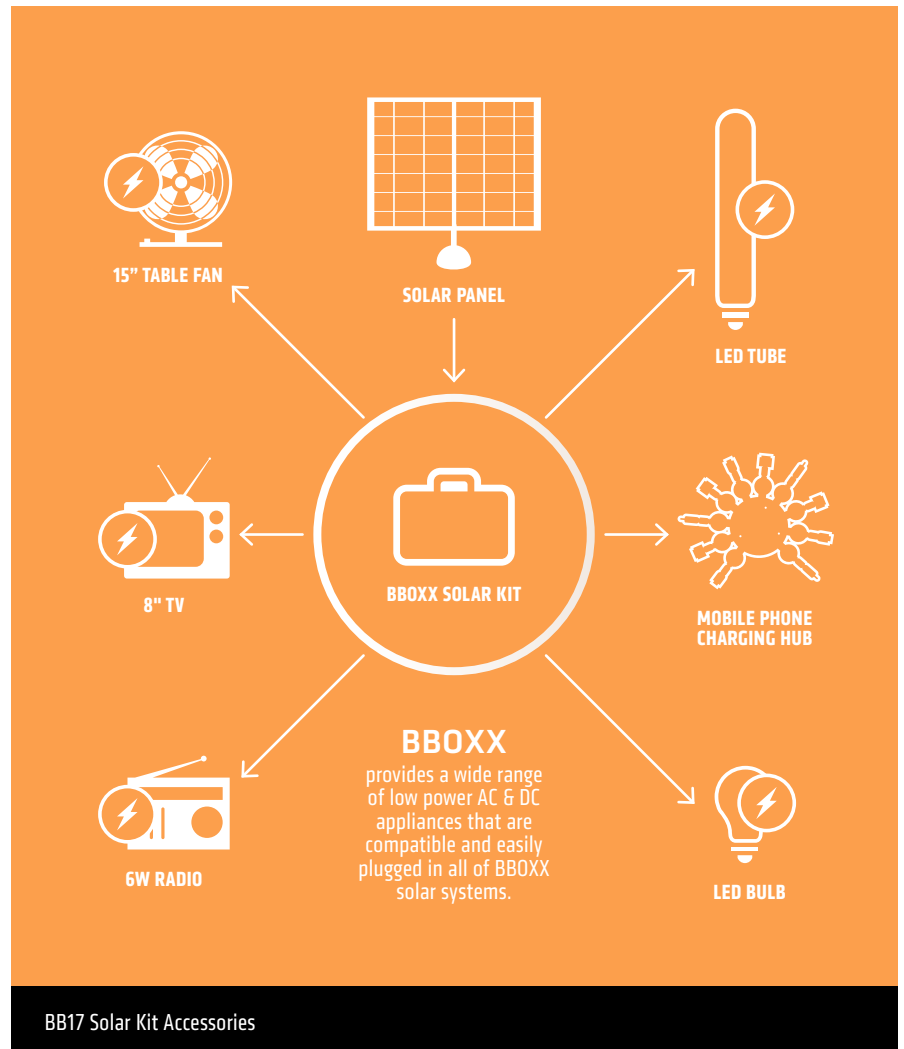 15” TABLE FAN
SOLAR PANEL
LED TUBE
8" TV
BBOXX SOLAR KIT
MOBILE PHONE
CHARGING HUB
6W RADIO
BBOXX
provides a wide range
of low power AC & DC
appliances that are
compatible and easily
plugged in all of BBOXX
solar systems.
LED BULB
BB17 Solar Kit Accessories